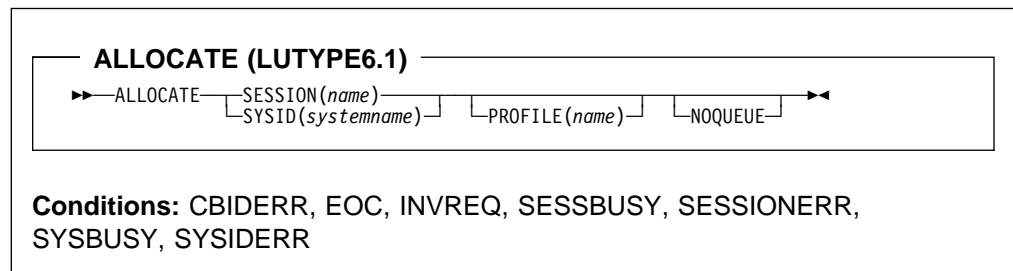 ALLOCATE (LUTYPE6.1)
ALLOCATE SESSION(name)
SYSID(systemname) PROFILE(name) NOQUEUE
Conditions: CBIDERR, EOC, INVREQ, SESSBUSY, SESSIONERR,
SYSBUSY, SYSIDERR